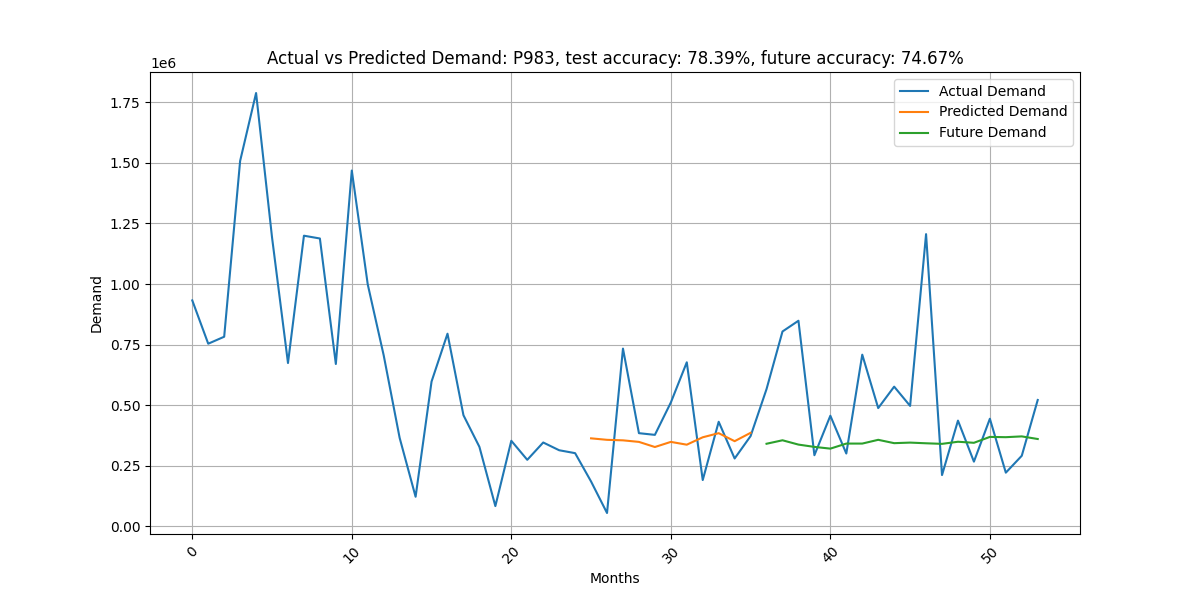 Actual vs Predicted Demand: P983, test accuracy: 78.39%, future accuracy: 74.67%
1e6
Actual Demand
Predicted Demand
Future Demand
1.75
1.50
1.25
1.00
0.75
0.50
0.25
0.00
Demand
0
10
20
30
40
50
Months